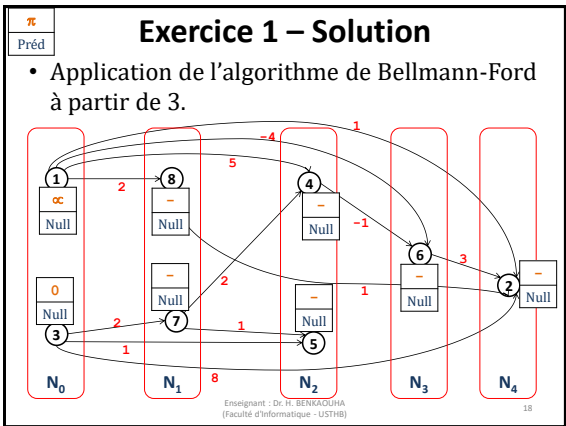 π
Préd
Exercice 1 – Solution
• Application de l'algorithme de Bellmann-Ford
à partir de 3.
1
-4
5
1
8
2
4
∝
Null
–
Null
–
Null
-1
6
3
2
–
Null
–
Null
0
Null
–
Null
2
1
–
Null
3
2
7
1
5
1
8
N0
N1
N2
N3
N4
Enseignant : Dr. H. BENKAOUHA
(Faculté d'Informatique - USTHB)
18